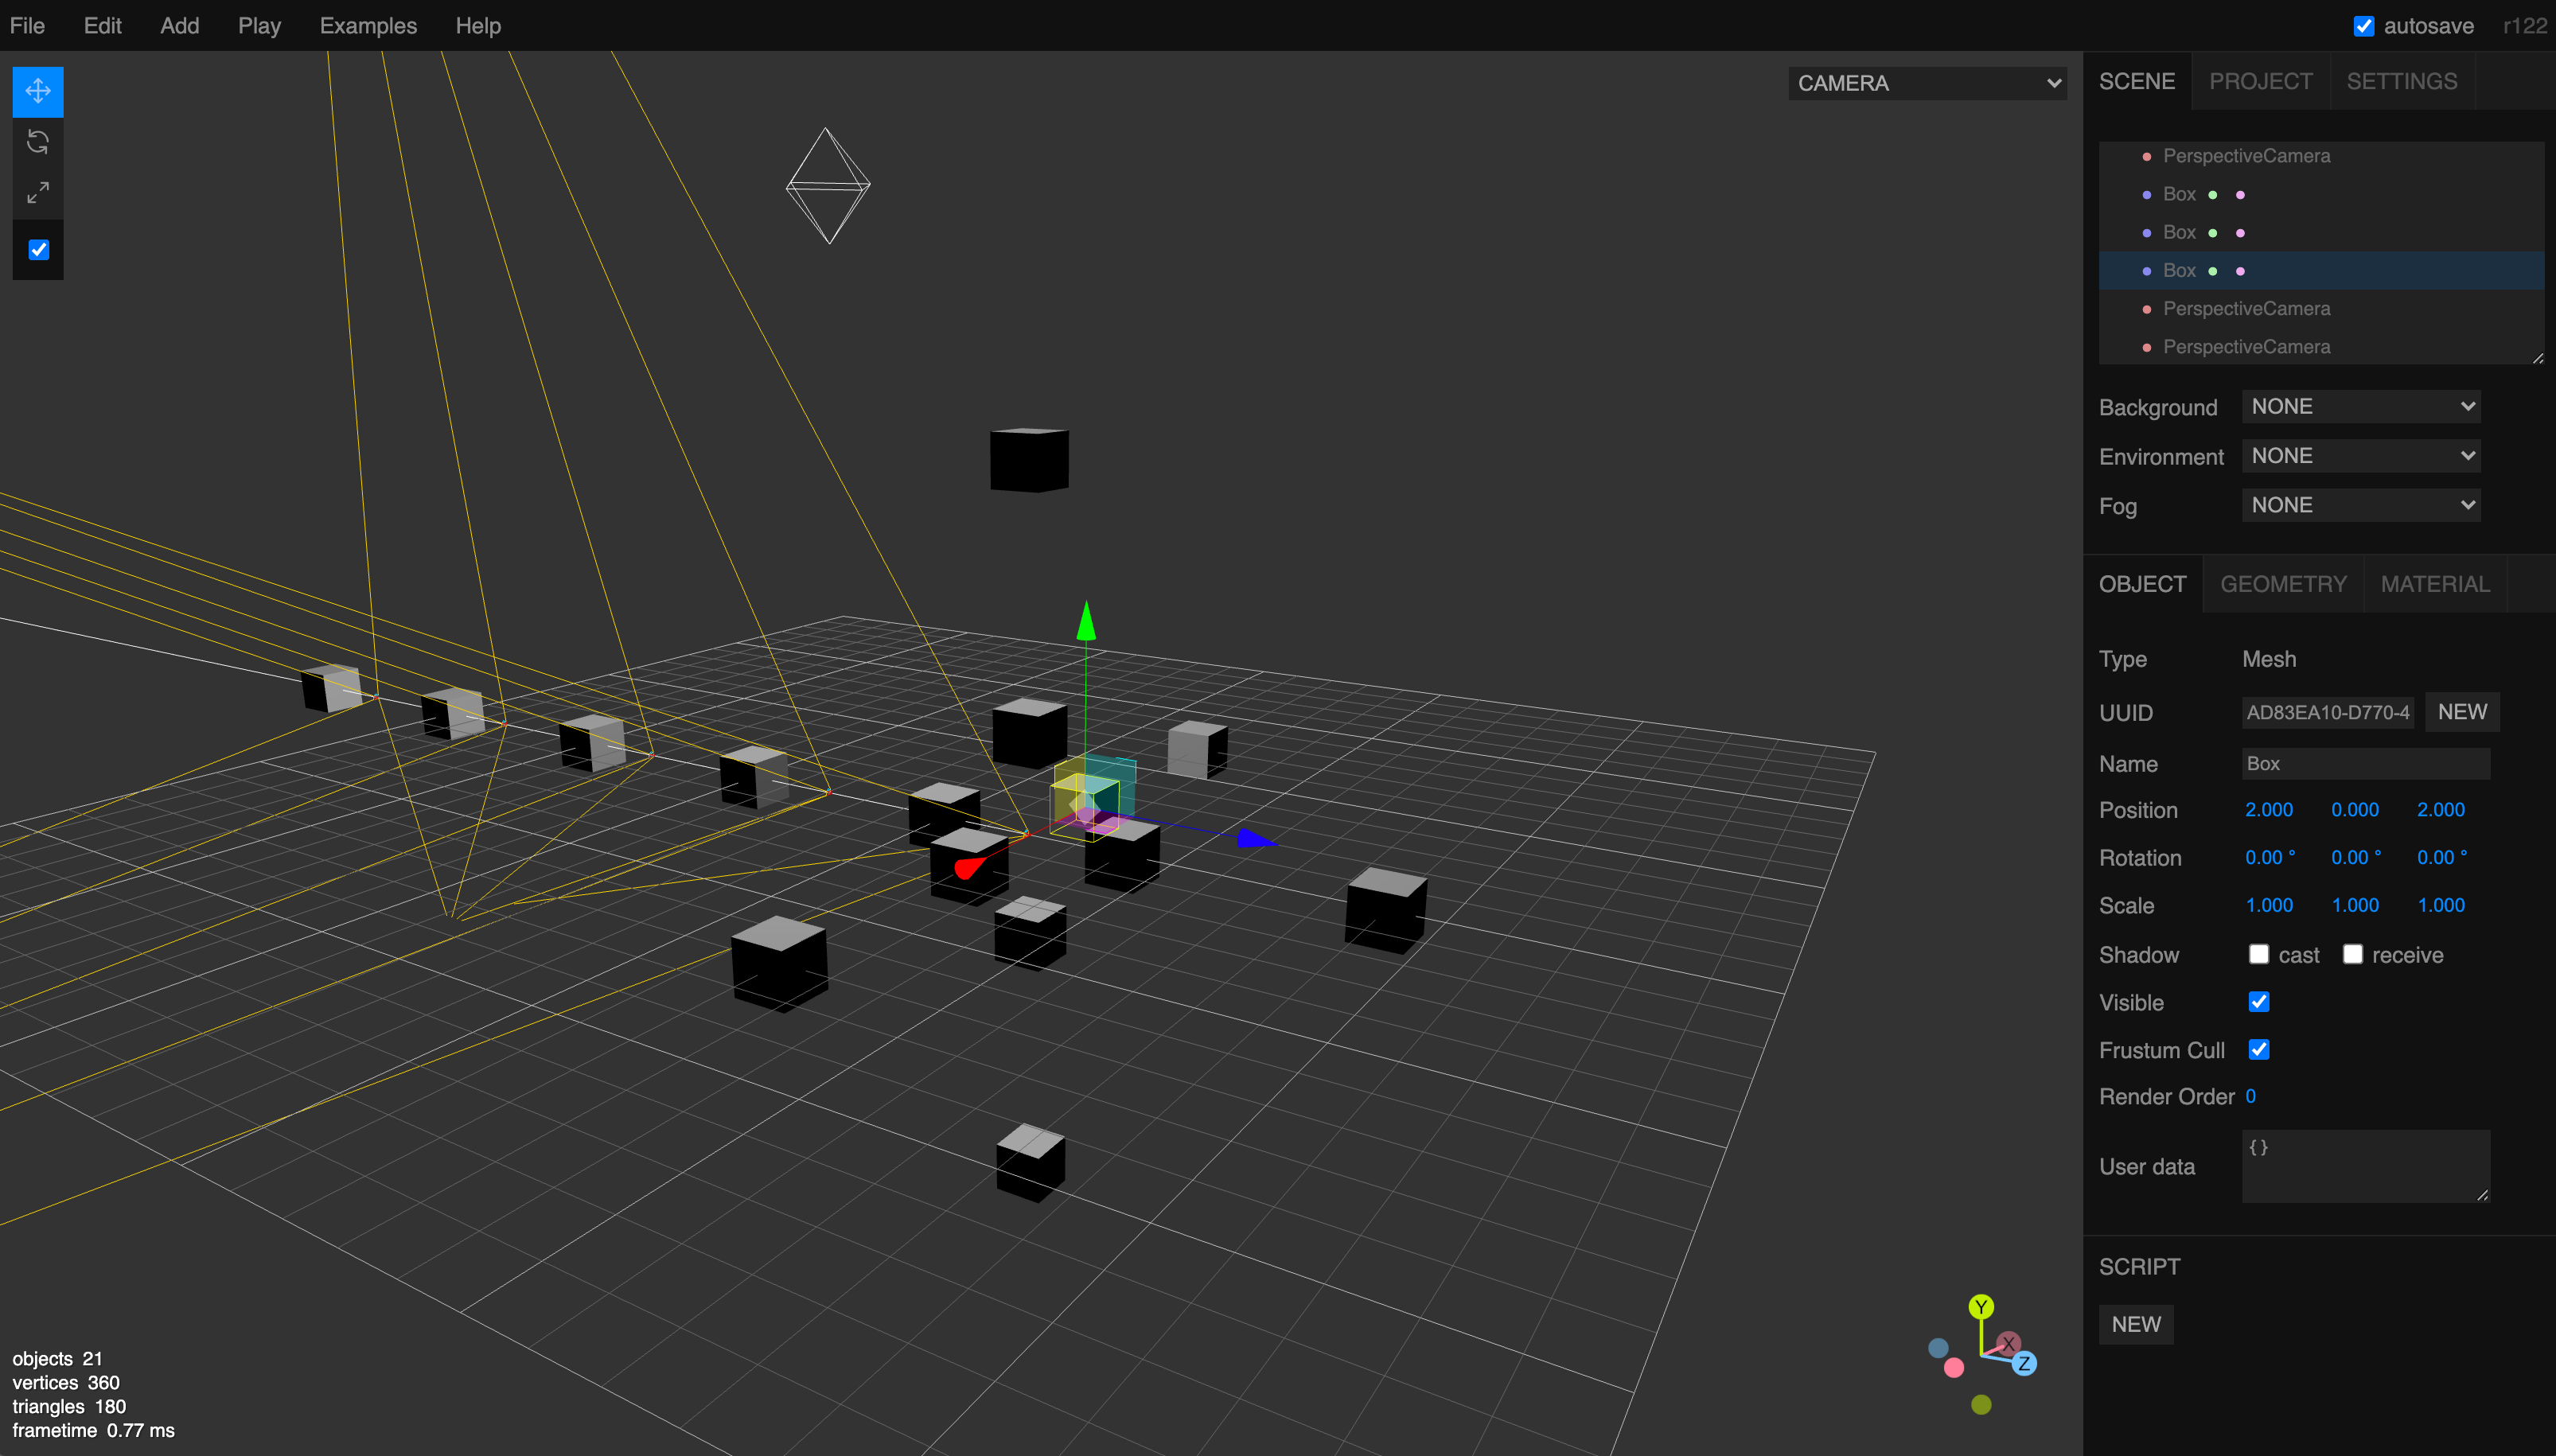 File Edit Add Play Examples Help autosave r122
CAMERA
SCENE PROJECT SETTINGS
PerspectiveCamera
Box
Box
Box
PerspectiveCamera
PerspectiveCamera
Background NONE
Environment NONE
Fog NONE
OBJECT GEOMETRY MATERIAL
Type Mesh
UUID AD83EA10-D770-4 NEW
Name Box
Position 2.000 0.000 2.000
Rotation 0.00 ° 0.00 ° 0.00 °
Scale 1.000 1.000 1.000
Shadow cast receive
Visible
Frustum Cull
Render Order 0
User data {}
SCRIPT
NEW
Y
X
Z
objects 21
vertices 360
triangles 180
frametime 0.77 ms